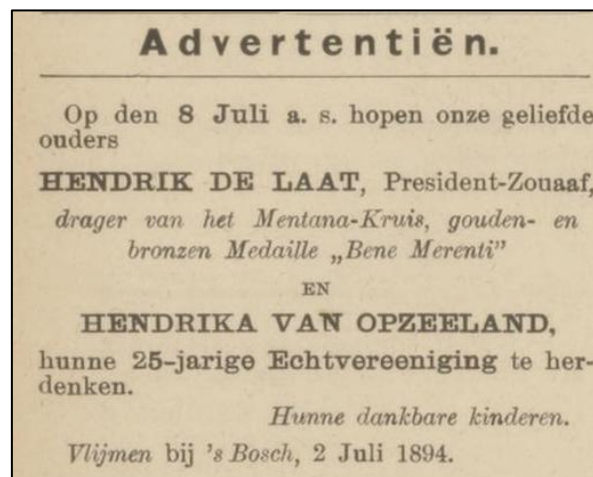 Advertentiën.
Op den 8 Juli a. s. hopen onze geliefde
ouders
HENDRIK DE LAAT, President-Zouaaf,
drager van het Mentana-Kruis, gouden- en
bronzen Medaille „Bene Merenti”
EN
HENDRIKA VAN OPZEELAND,
hunne 25-jarige Echtvereeniging te her-
denken.
Hunne dankbare kinderen.
Vlijmen bij 's Bosch, 2 Juli 1894.